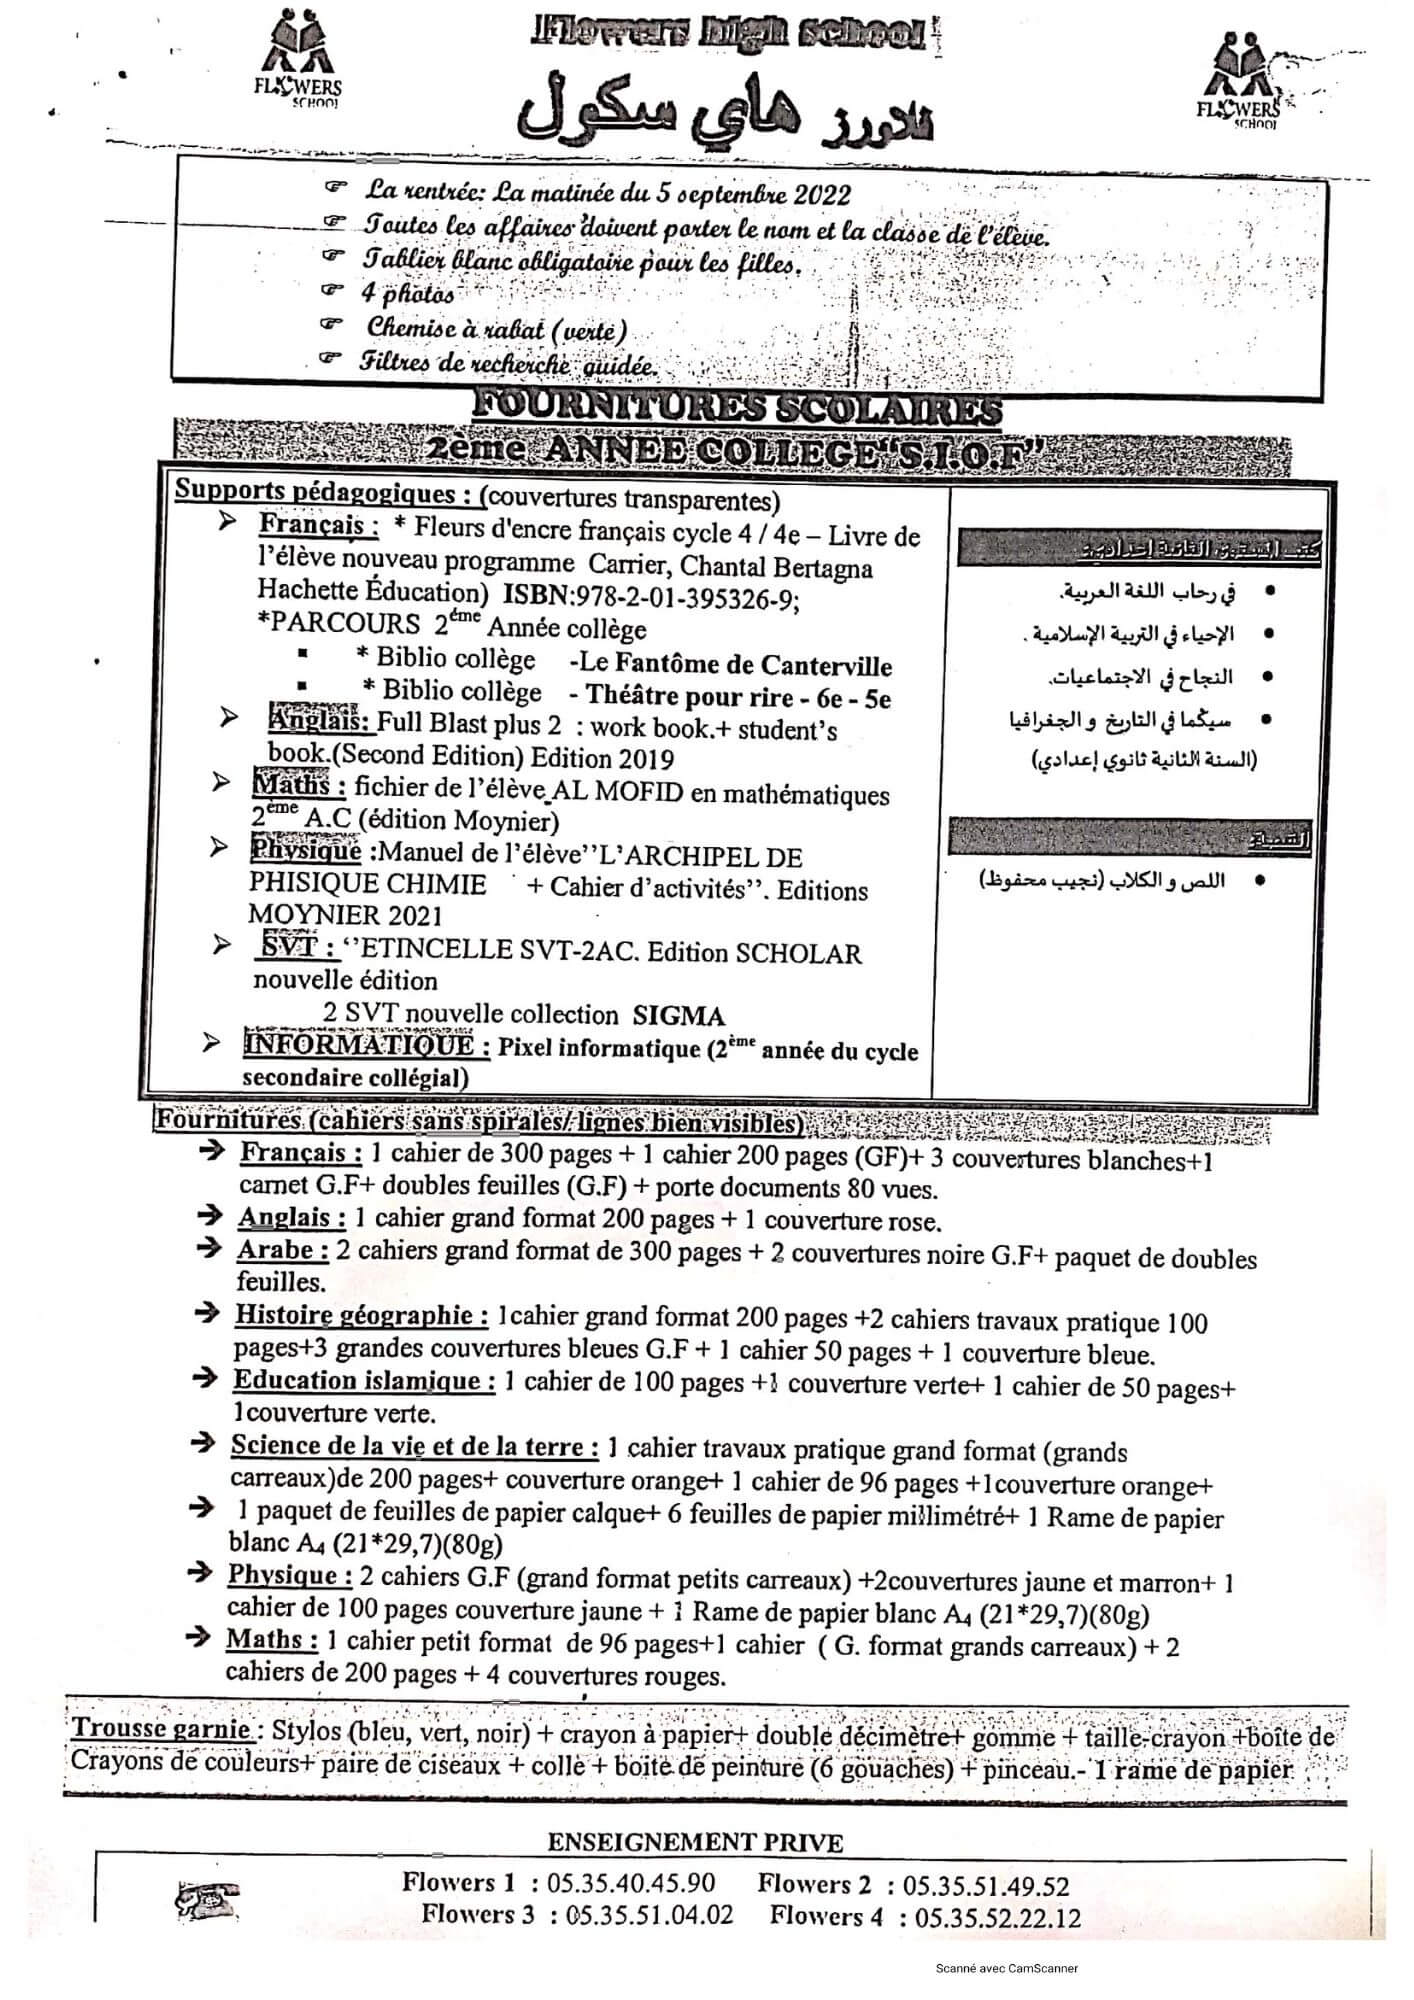 Flowers high school
FLOWERS
SCHOOL
فلاورز هاي سكول
FLOWERS
SCHOOL
☞ La rentrée: La matinée du 5 septembre 2022
☞ Toutes les affaires doivent porter le nom et la classe de l'élève.
☞ Tablier blanc obligatoire pour les filles.
☞ 4 photos
☞ Chemise à rabat (verte)
☞ Filtres de recherche guidée.
FOURNITURES SCOLAIRES
2ème ANNEE COLLEGE"S.I.O.F"
Supports pédagogiques : (couvertures transparentes)
➢ Français : * Fleurs d'encre français cycle 4 / 4e – Livre de
l'élève nouveau programme Carrier, Chantal Bertagna
Hachette Éducation) ISBN:978-2-01-395326-9;
*PARCOURS 2ème Année collège
▪ * Biblio collège -Le Fantôme de Canterville
▪ * Biblio collège - Théâtre pour rire - 6e - 5e
➢ Anglais: Full Blast plus 2 : work book.+ student's
book.(Second Edition) Edition 2019
➢ Maths : fichier de l'élève AL MOFID en mathématiques
2ème A.C (édition Moynier)
➢ Physique :Manuel de l'élève''L'ARCHIPEL DE
PHISIQUE CHIMIE + Cahier d'activités''. Editions
MOYNIER 2021
➢ SVT : ‘'ETINCELLE SVT-2AC. Edition SCHOLAR
nouvelle édition
2 SVT nouvelle collection SIGMA
➢ INFORMATIQUE : Pixel informatique (2ème année du cycle
secondaire collégial)
كتب المستوى الثانية إعدادي:
• في رحاب اللغة العربية.
• الإحياء في التربية الإسلامية .
• النجاح في الاجتماعيات.
• سيگما في التاريخ و الجغرافيا
(السنة الثانية ثانوي إعدادي)
القصة:
• اللص و الكلاب (نجيب محفوظ)
Fournitures (cahiers sans spirales/ lignes bien visibles)
➔ Français : 1 cahier de 300 pages + 1 cahier 200 pages (GF)+ 3 couvertures blanches+1
carnet G.F+ doubles feuilles (G.F) + porte documents 80 vues.
➔ Anglais : 1 cahier grand format 200 pages + 1 couverture rose.
➔ Arabe : 2 cahiers grand format de 300 pages + 2 couvertures noire G.F+ paquet de doubles
feuilles.
➔ Histoire géographie : 1cahier grand format 200 pages +2 cahiers travaux pratique 100
pages+3 grandes couvertures bleues G.F + 1 cahier 50 pages + 1 couverture bleue.
➔ Education islamique : 1 cahier de 100 pages +1 couverture verte+ 1 cahier de 50 pages+
1couverture verte.
➔ Science de la vie et de la terre : 1 cahier travaux pratique grand format (grands
carreaux)de 200 pages+ couverture orange+ 1 cahier de 96 pages +1couverture orange+
➔ 1 paquet de feuilles de papier calque+ 6 feuilles de papier millimétré+ 1 Rame de papier
blanc A4 (21*29,7)(80g)
➔ Physique : 2 cahiers G.F (grand format petits carreaux) +2couvertures jaune et marron+ 1
cahier de 100 pages couverture jaune + 1 Rame de papier blanc A4 (21*29,7)(80g)
➔ Maths : 1 cahier petit format de 96 pages+1 cahier ( G. format grands carreaux) + 2
cahiers de 200 pages + 4 couvertures rouges.
Trousse garnie : Stylos (bleu, vert, noir) + crayon à papier+ double décimètre+ gomme + taille-crayon +boîte de
Crayons de couleurs+ paire de ciseaux + colle + boite de peinture (6 gouaches) + pinceau.- 1 rame de papier
ENSEIGNEMENT PRIVE
Flowers 1 : 05.35.40.45.90 Flowers 2 : 05.35.51.49.52
Flowers 3 : 05.35.51.04.02 Flowers 4 : 05.35.52.22.12
Scanné avec CamScanner